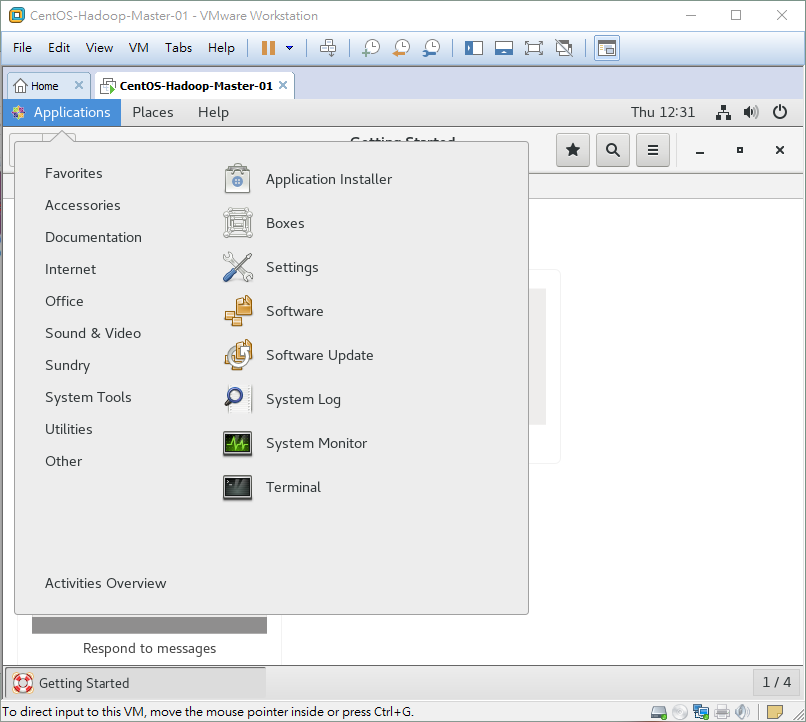 CentOS-Hadoop-Master-01 - VMware Workstation
File Edit View VM Tabs Help
Home CentOS-Hadoop-Master-01
Applications Places Help Thu 12:31
Getting Started
Favorites
Accessories
Documentation
Internet
Office
Sound & Video
Sundry
System Tools
Utilities
Other
Activities Overview
Application Installer
Boxes
Settings
Software
Software Update
System Log
System Monitor
Terminal
Respond to messages
Getting Started 1 / 4
To direct input to this VM, move the mouse pointer inside or press Ctrl+G.